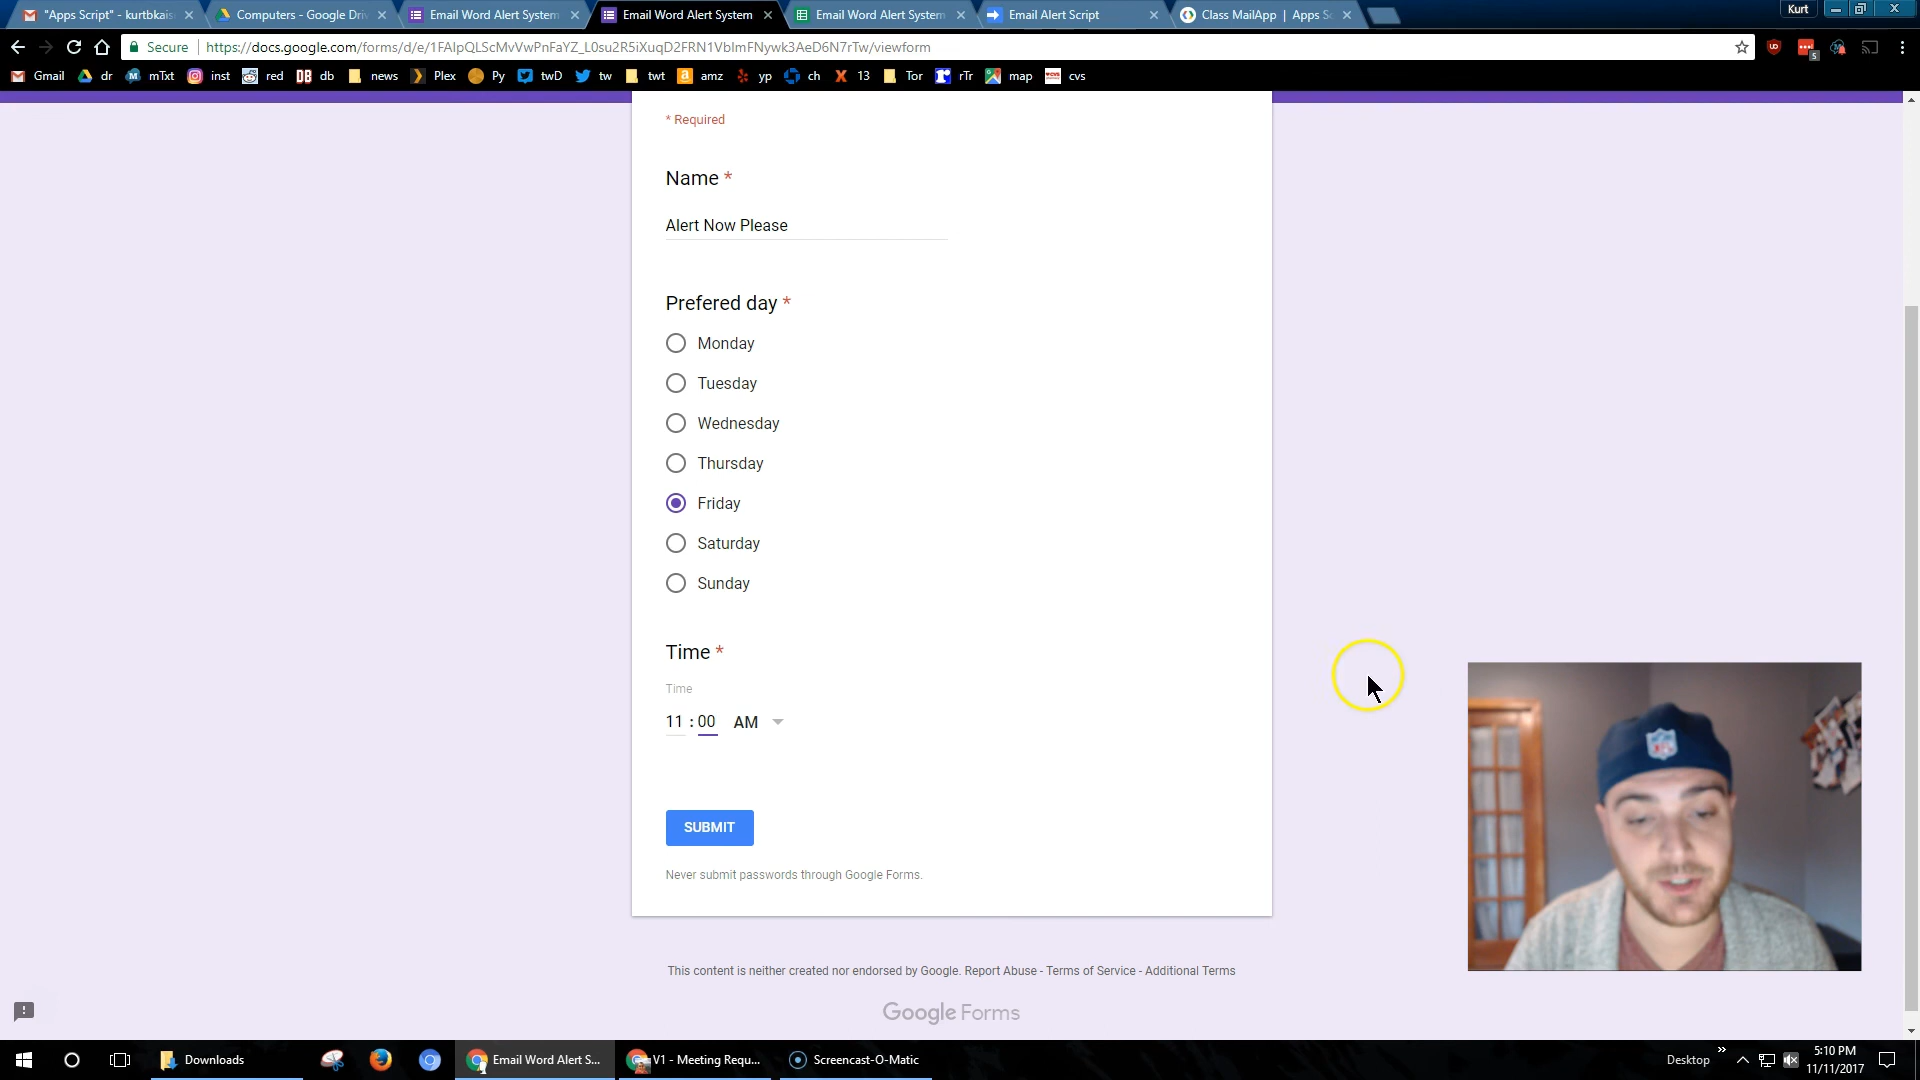 "Apps Script" - kurtbkais
Computers - Google Driv
Email Word Alert System
Email Word Alert System
Email Word Alert System
Email Alert Script
Class MailApp | Apps Sc
Kurt
Secure
https://docs.google.com/forms/d/e/1FAIpQLScMvVwPnFaYZ_L0su2R5iXuqD2FRN1VblmFNywk3AeD6N7rTw/viewform
5
Gmail
dr
mTxt
inst
red
DB db
news
Plex
Py
twD
tw
twt
amz
yp
ch
X 13
Tor
rTr
map
cvs
* Required
Name *
Alert Now Please
Prefered day *
Monday
Tuesday
Wednesday
Thursday
Friday
Saturday
Sunday
Time *
Time
11 : 00 AM
SUBMIT
Never submit passwords through Google Forms.
This content is neither created nor endorsed by Google. Report Abuse - Terms of Service - Additional Terms
Google Forms
Downloads
Email Word Alert S...
V1 - Meeting Requ...
Screencast-O-Matic
Desktop
5:10 PM
11/11/2017